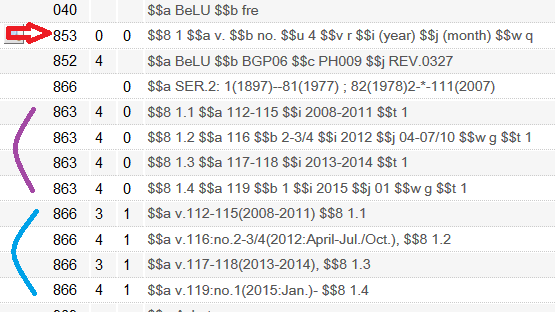 040 $$a BeLU $$b fre
853 0 0 $$8 1 $$a v. $$b no. $$u 4 $$v r $$i (year) $$j (month) $$w q
852 4 $$a BeLU $$b BGP06 $$c PH009 $$j REV.0327
866 0 $$a SER.2: 1(1897)--81(1977) ; 82(1978)2-*-111(2007)
863 4 0 $$8 1.1 $$a 112-115 $$i 2008-2011 $$t 1
863 4 0 $$8 1.2 $$a 116 $$b 2-3/4 $$i 2012 $$j 04-07/10 $$w g $$t 1
863 4 0 $$8 1.3 $$a 117-118 $$i 2013-2014 $$t 1
863 4 0 $$8 1.4 $$a 119 $$b 1 $$i 2015 $$j 01 $$w g $$t 1
866 3 1 $$a v.112-115(2008-2011) $$8 1.1
866 4 1 $$a v.116:no.2-3/4(2012:April-Jul./Oct.), $$8 1.2
866 3 1 $$a v.117-118(2013-2014), $$8 1.3
866 4 1 $$a v.119:no.1(2015:Jan.)- $$8 1.4